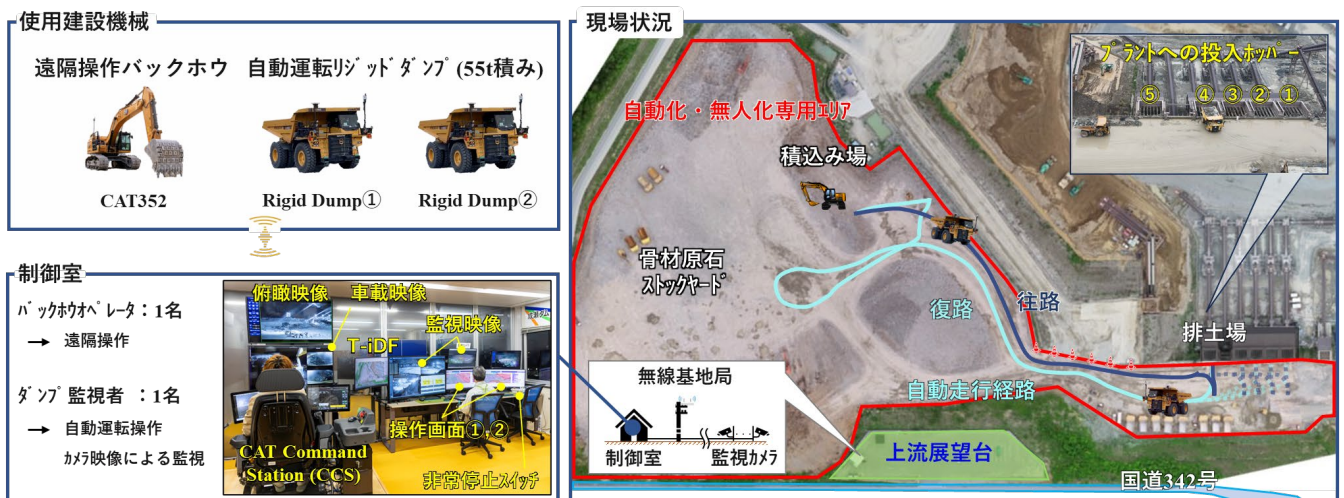 使用建設機械
遠隔操作バックホウ
自動運転ﾘｼﾞｯﾄﾞﾀﾞﾝﾌﾟ(55t積み)
CAT352
Rigid Dump①
Rigid Dump②
制御室
ﾊﾞｯｸﾎｳｵﾍﾟﾚｰﾀ：1名
→ 遠隔操作
ﾀﾞﾝﾌﾟ監視者 ：1名
→ 自動運転操作
ｶﾒﾗ映像による監視
俯瞰映像
車載映像
監視映像
T-iDF
操作画面①,②
CAT Command
Station (CCS)
非常停止ｽｲｯﾁ
現場状況
ﾌﾟﾗﾝﾄへの投入ﾎｯﾊﾟｰ
⑤ ④ ③ ② ①
自動化・無人化専用ｴﾘｱ
積込み場
骨材原石
ｽﾄｯｸﾔｰﾄﾞ
復路
往路
排土場
自動走行経路
無線基地局
制御室
監視ｶﾒﾗ
上流展望台
国道342号